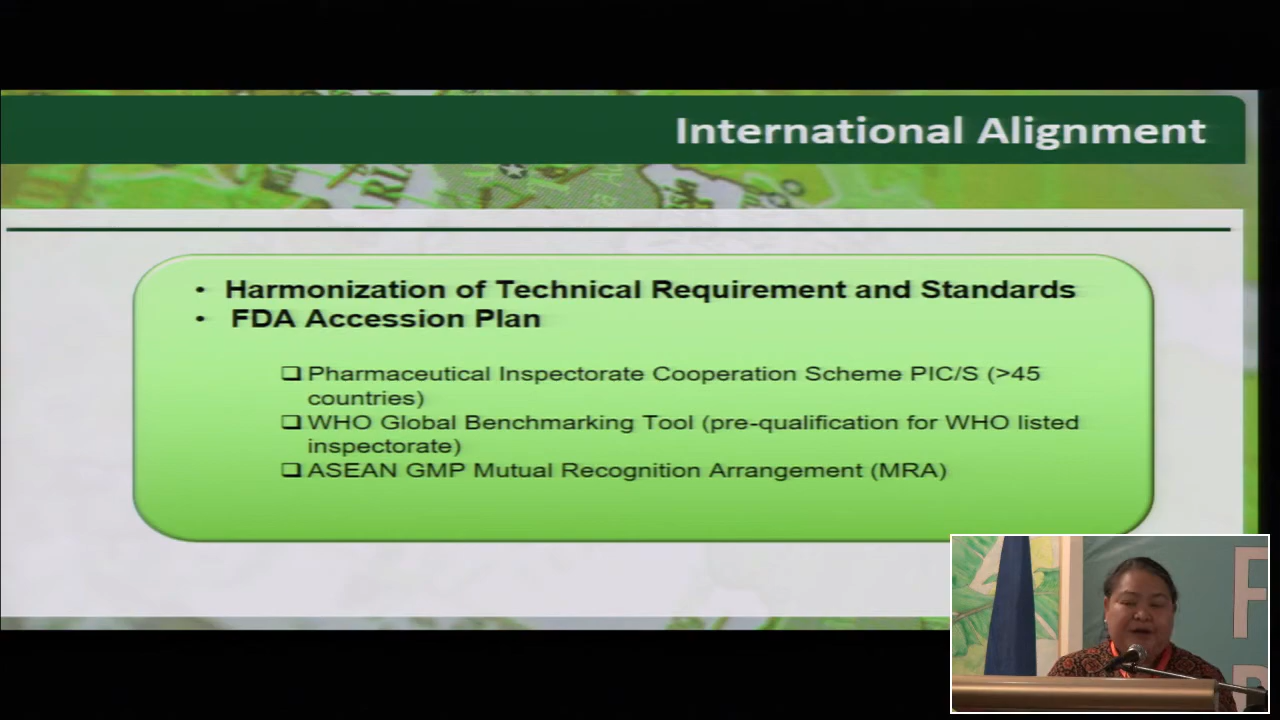 International Alignment
• Harmonization of Technical Requirement and Standards
• FDA Accession Plan
❑ Pharmaceutical Inspectorate Cooperation Scheme PIC/S (>45
countries)
❑ WHO Global Benchmarking Tool (pre-qualification for WHO listed
inspectorate)
❑ ASEAN GMP Mutual Recognition Arrangement (MRA)